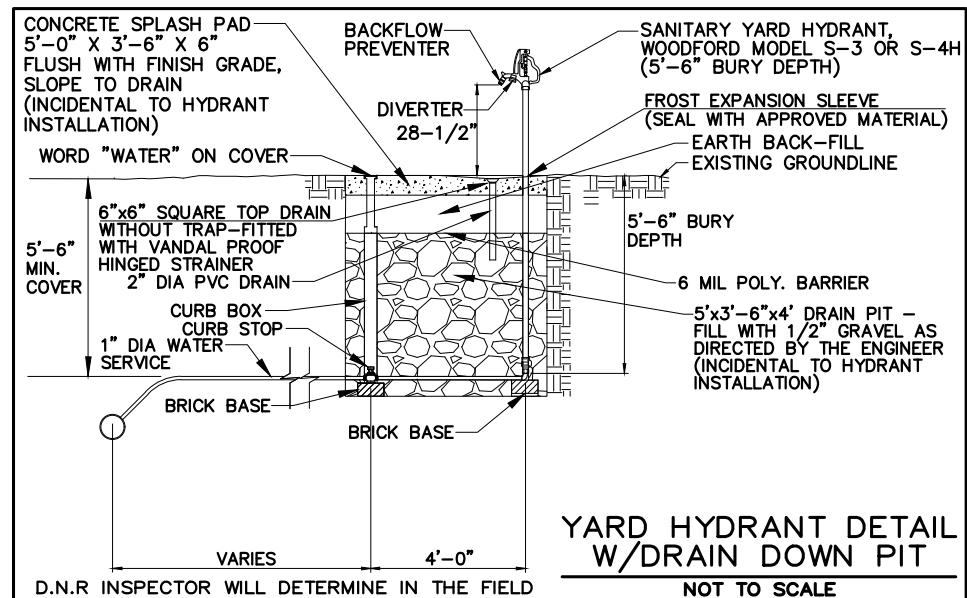 CONCRETE SPLASH PAD
5'-0" X 3'-6" X 6"
FLUSH WITH FINISH GRADE,
SLOPE TO DRAIN
(INCIDENTAL TO HYDRANT
INSTALLATION)
WORD "WATER" ON COVER
BACKFLOW
PREVENTER
DIVERTER
28-1/2"
SANITARY YARD HYDRANT,
WOODFORD MODEL S-3 OR S-4H
(5'-6" BURY DEPTH)
FROST EXPANSION SLEEVE
(SEAL WITH APPROVED MATERIAL)
EARTH BACK-FILL
EXISTING GROUNDLINE
6"x6" SQUARE TOP DRAIN
WITHOUT TRAP-FITTED
WITH VANDAL PROOF
HINGED STRAINER
2" DIA PVC DRAIN
5'-6"
MIN.
COVER
CURB BOX
CURB STOP
1" DIA WATER
SERVICE
BRICK BASE
BRICK BASE
5'-6" BURY
DEPTH
6 MIL POLY. BARRIER
5'x3'-6"x4' DRAIN PIT -
FILL WITH 1/2" GRAVEL AS
DIRECTED BY THE ENGINEER
(INCIDENTAL TO HYDRANT
INSTALLATION)
VARIES
4'-0"
D.N.R INSPECTOR WILL DETERMINE IN THE FIELD
YARD HYDRANT DETAIL
W/DRAIN DOWN PIT
NOT TO SCALE